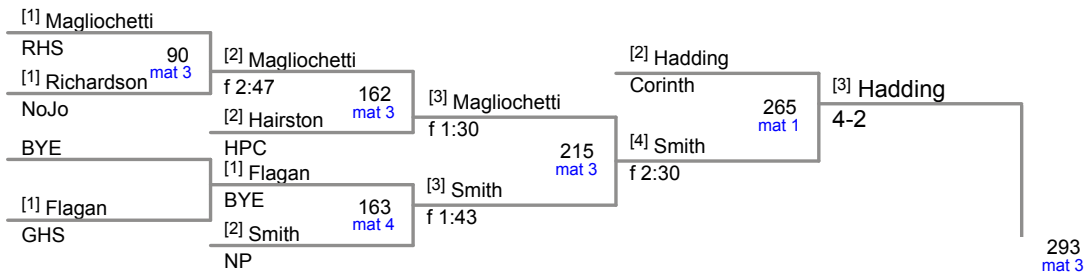 [1] Magliochetti
RHS
90
mat 3
[1] Richardson
NoJo
BYE
[1] Flagan
GHS
[2] Magliochetti
f 2:47
162
mat 3
[2] Hairston
HPC
[1] Flagan
BYE
163
mat 4
[2] Smith
NP
[3] Magliochetti
f 1:30
215
mat 3
[3] Smith
f 1:43
[2] Hadding
Corinth
265
mat 1
[4] Smith
f 2:30
[3] Hadding
4-2
293
mat 3